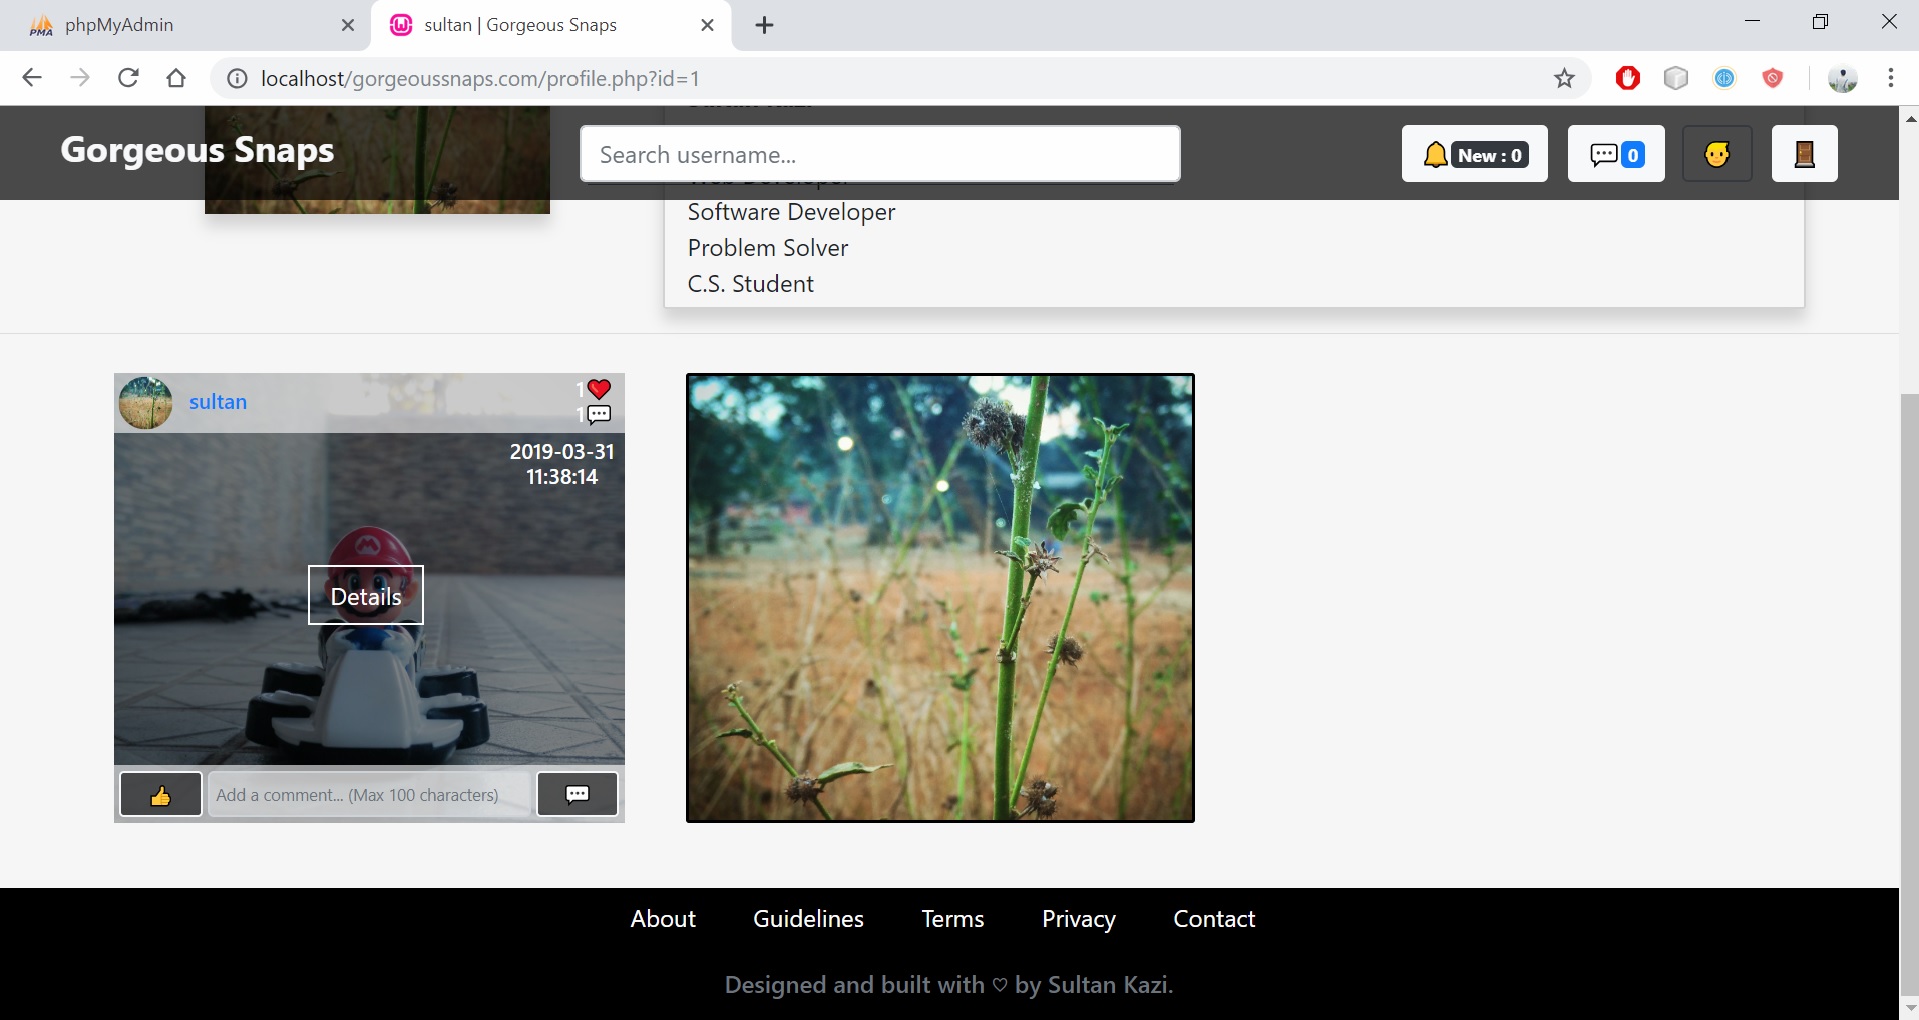 phpMyAdmin
sultan | Gorgeous Snaps
localhost/gorgeoussnaps.com/profile.php?id=1
Gorgeous Snaps
Search username...
New : 0
0
Web Developer
Software Developer
Problem Solver
C.S. Student
sultan
1
1
2019-03-31
11:38:14
Details
Add a comment... (Max 100 characters)
About Guidelines Terms Privacy Contact
Designed and built with ♡ by Sultan Kazi.